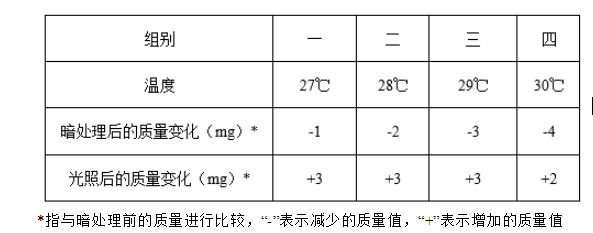 组别 一 二 三 四
温度 27℃ 28℃ 29℃ 30℃
暗处理后的质量变化（mg）* -1 -2 -3 -4
光照后的质量变化（mg）* +3 +3 +3 +2
*指与暗处理前的质量进行比较，“-”表示减少的质量值，“+”表示增加的质量值